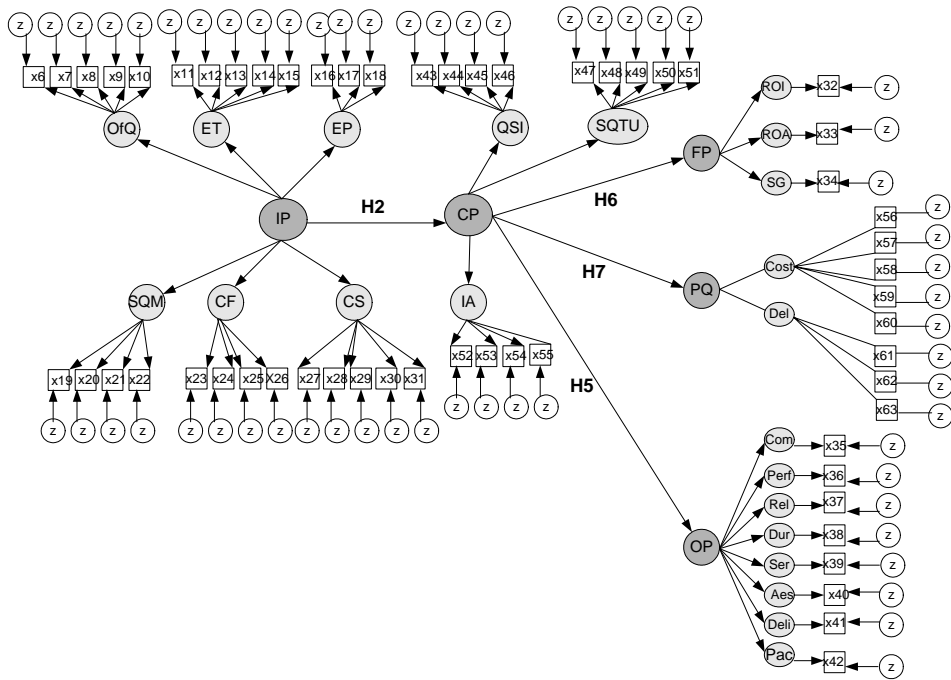 z z z z z z z z z z z z z z z z z z z z z
x6 x7 x8 x9 x10 x11 x12 x13 x14 x15 x16 x17 x18 x43 x44 x45 x46 x47 x48 x49 x50 x51
OfQ ET EP QSI SQTU
ROI x32 z
FP
ROA x33 z
SG x34 z
H6
IP H2 CP
x56 z
x57 z
H7
Cost x58 z
PQ
x59 z
Del x60 z
SQM CF CS IA
x61 z
x62 z
x63 z
x52 x53 x54 x55
H5
x19 x20 x21 x22 x23 x24 x25 X26 x27 x28 x29 x30 x31
z z z z
z z z z z z z z z z z z
Com x35 z
Perf x36 z
Rel x37 z
Dur x38 z
OP
Ser x39 z
Aes x40 z
Deli x41 z
Pac x42 z